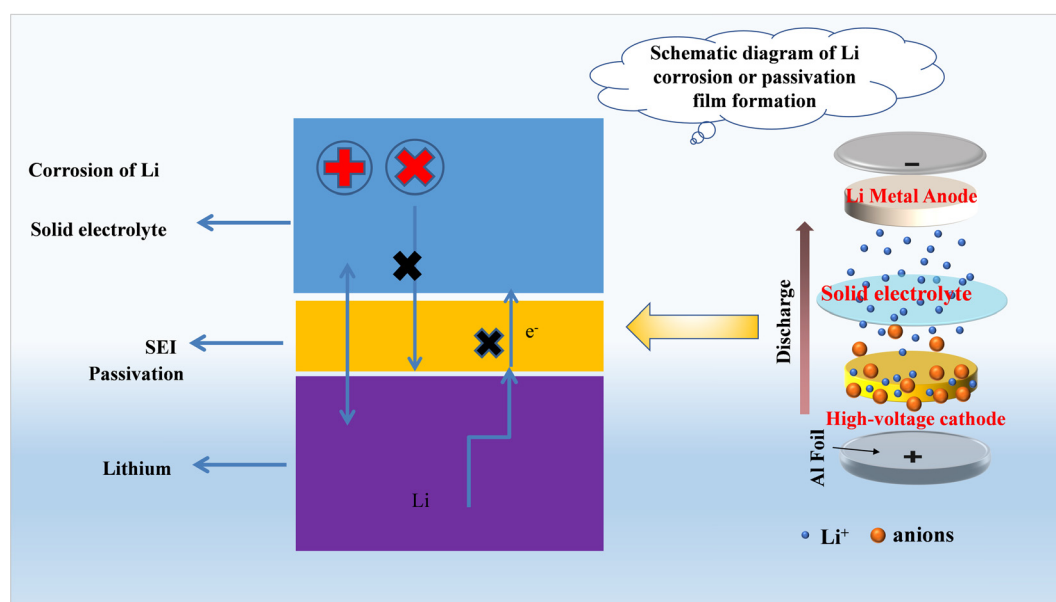 Schematic diagram of Li
corrosion or passivation
film formation
Corrosion of Li
Solid electrolyte
SEI
Passivation
Lithium
e-
Li
Discharge
-
Li Metal Anode
Solid electrolyte
High-voltage cathode
Al Foil
+
Li+
anions